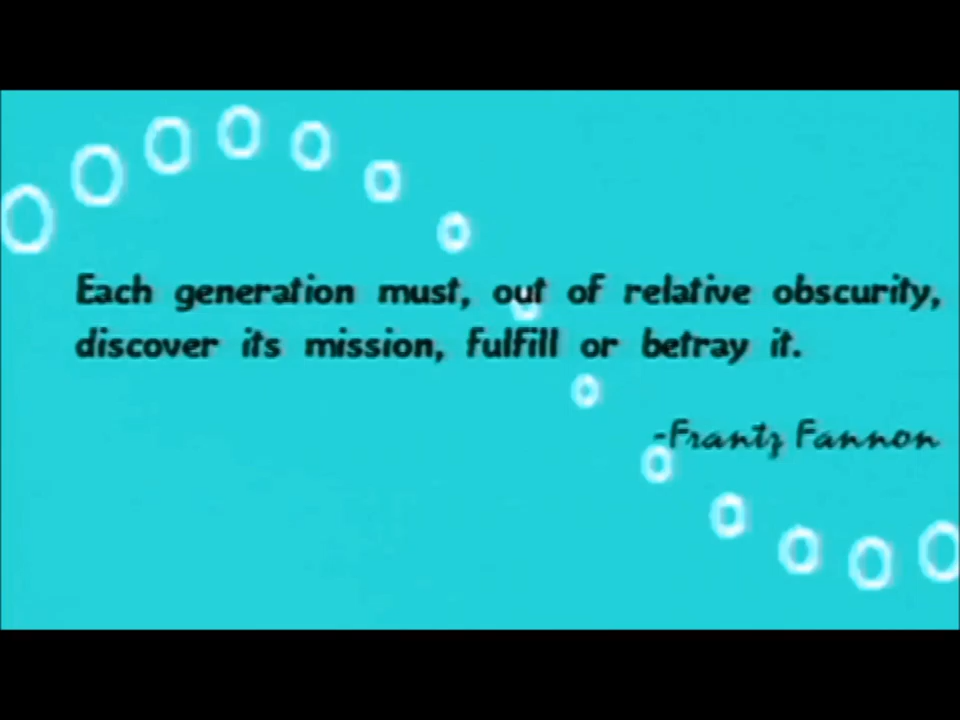 Each generation must, out of relative obscurity,
discover its mission, fulfill or betray it.
-Frantz Fannon